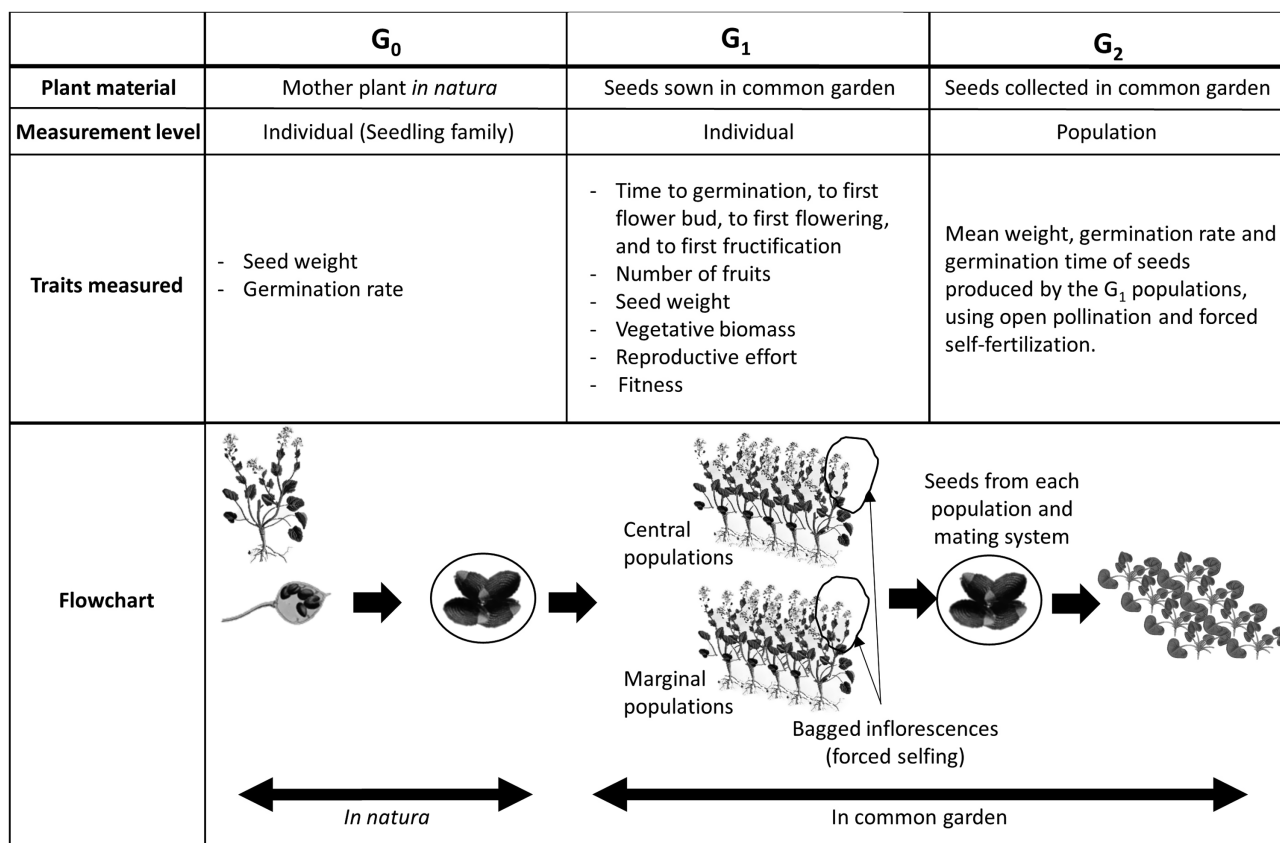 G0 G1 G2
Plant material Mother plant in natura Seeds sown in common garden Seeds collected in common garden
Measurement level Individual (Seedling family) Individual Population
Traits measured
- Seed weight
- Germination rate
- Time to germination, to first
flower bud, to first flowering,
and to first fructification
- Number of fruits
- Seed weight
- Vegetative biomass
- Reproductive effort
- Fitness
Mean weight, germination rate and
germination time of seeds
produced by the G1 populations,
using open pollination and forced
self-fertilization.
Flowchart
Central
populations
Marginal
populations
Bagged inflorescences
(forced selfing)
Seeds from each
population and
mating system
In natura
In common garden